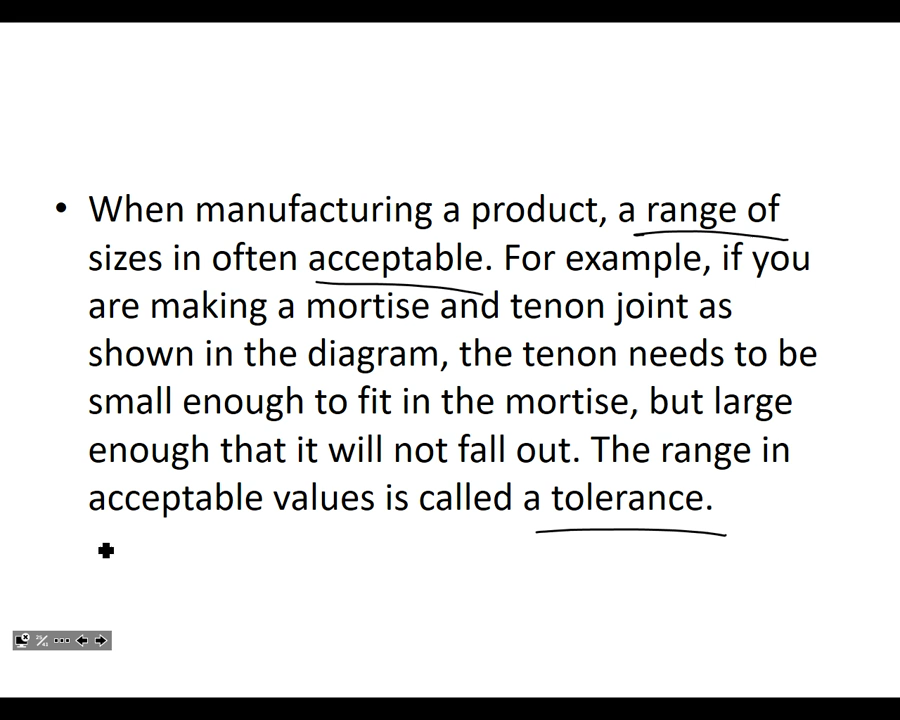 • When manufacturing a product, a range of
sizes in often acceptable. For example, if you
are making a mortise and tenon joint as
shown in the diagram, the tenon needs to be
small enough to fit in the mortise, but large
enough that it will not fall out. The range in
acceptable values is called a tolerance.